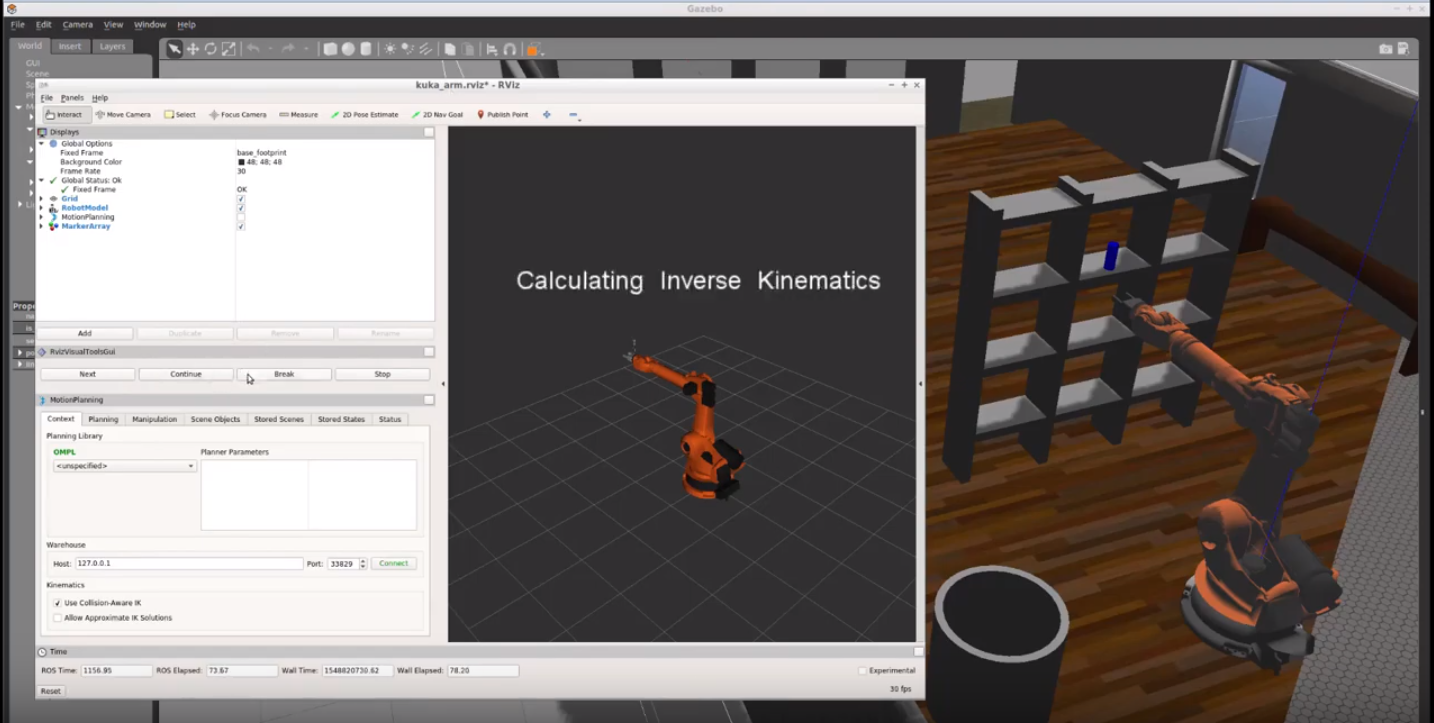 Gazebo
File Edit Camera View Window Help
World Insert Layers
GUI
Scene
kuka_arm.rviz* - RViz
File Panels Help
Interact Move Camera Select Focus Camera Measure 2D Pose Estimate 2D Nav Goal Publish Point
Displays
Global Options
Fixed Frame base_footprint
Background Color 48; 48; 48
Frame Rate 30
Global Status: Ok
Fixed Frame OK
Grid
RobotModel
MotionPlanning
MarkerArray
Calculating Inverse Kinematics
Add Duplicate Remove Rename
RvizVisualToolsGui
Next Continue Break Stop
MotionPlanning
Context Planning Manipulation Scene Objects Stored Scenes Stored States Status
Planning Library
OMPL Planner Parameters
<unspecified>
Warehouse
Host: 127.0.0.1 Port: 33829 Connect
Kinematics
Use Collision-Aware IK
Allow Approximate IK Solutions
Time
ROS Time: 1156.95 ROS Elapsed: 73.67 Wall Time: 1548820730.62 Wall Elapsed: 78.20 Experimental
Reset 30 fps